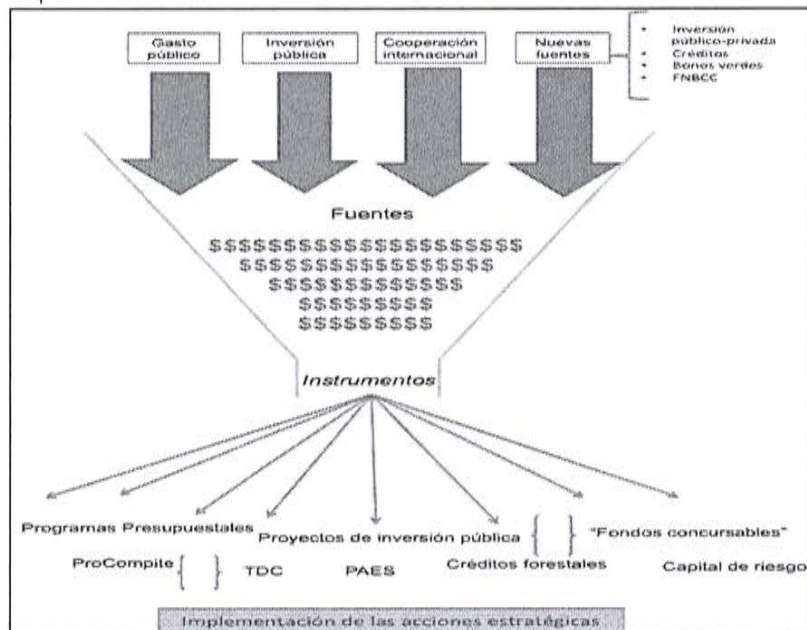 Gasto público
Inversión pública
Cooperación internacional
Nuevas fuentes
• Inversión público-privada
• Créditos
• Bonos verdes
• FNBCC
Fuentes
$$$$$$$$$$$$$$$$$$$$$$
$$$$$$$$$$$$$$$$$$
$$$$$$$$$$$$$$
$$$$$$$$$
$$$$$$$$$
Instrumentos
Programas Presupuestales
Proyectos de inversión pública { }
"Fondos concursables"
ProCompite { }
TDC
PAES
Créditos forestales
Capital de riesgo
Implementación de las acciones estratégicas